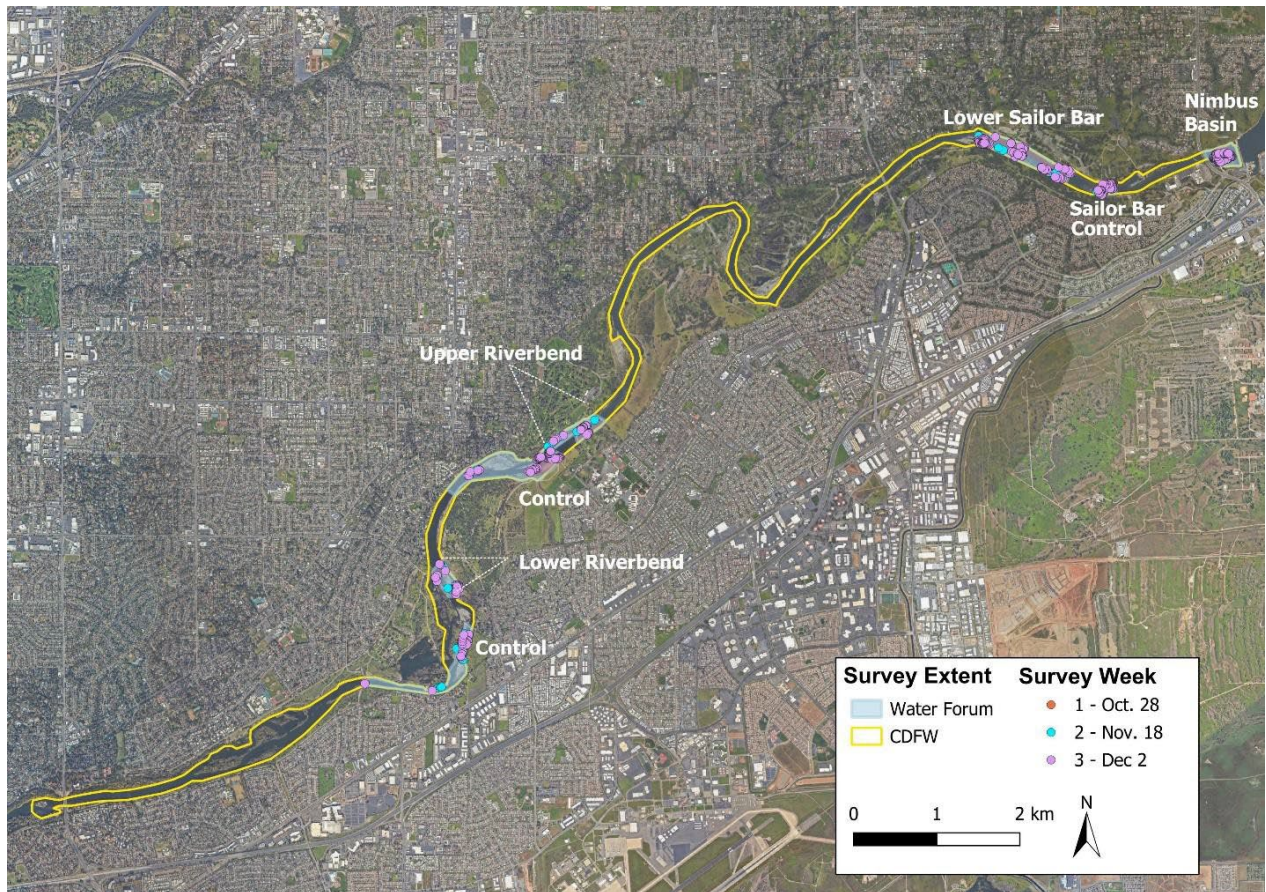 Nimbus
Basin
Lower Sailor Bar
Sailor Bar
Control
Upper Riverbend
Control
Lower Riverbend
Control
Survey Extent
Water Forum
CDFW
Survey Week
1 - Oct. 28
2 - Nov. 18
3 - Dec 2
0 1 2 km
N